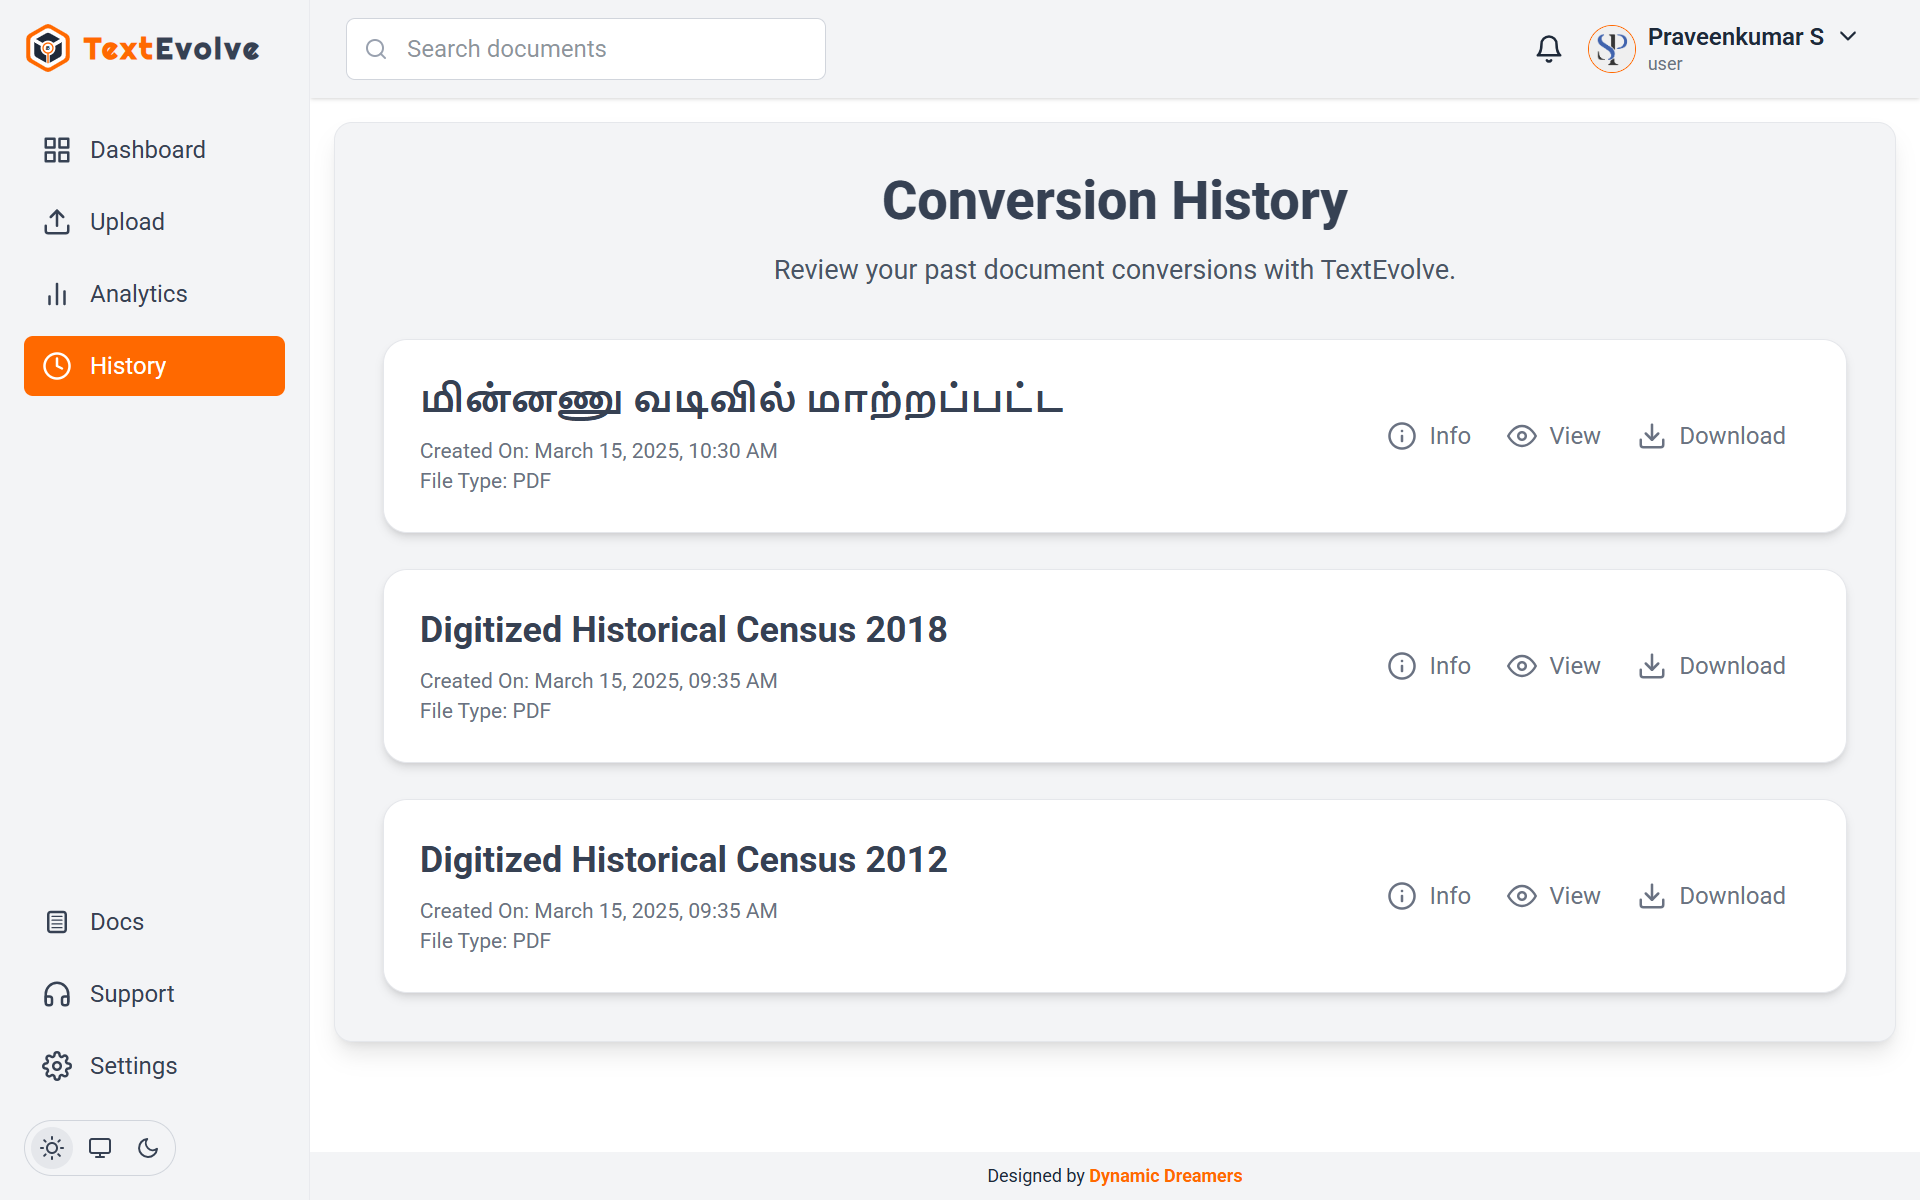 TextEvolve
Search documents
Praveenkumar S
user
Dashboard
Upload
Analytics
History
Conversion History
Review your past document conversions with TextEvolve.
மின்னணு வடிவில் மாற்றப்பட்ட
Created On: March 15, 2025, 10:30 AM
File Type: PDF
Info View Download
Digitized Historical Census 2018
Created On: March 15, 2025, 09:35 AM
File Type: PDF
Info View Download
Digitized Historical Census 2012
Created On: March 15, 2025, 09:35 AM
File Type: PDF
Info View Download
Docs
Support
Settings
Designed by Dynamic Dreamers